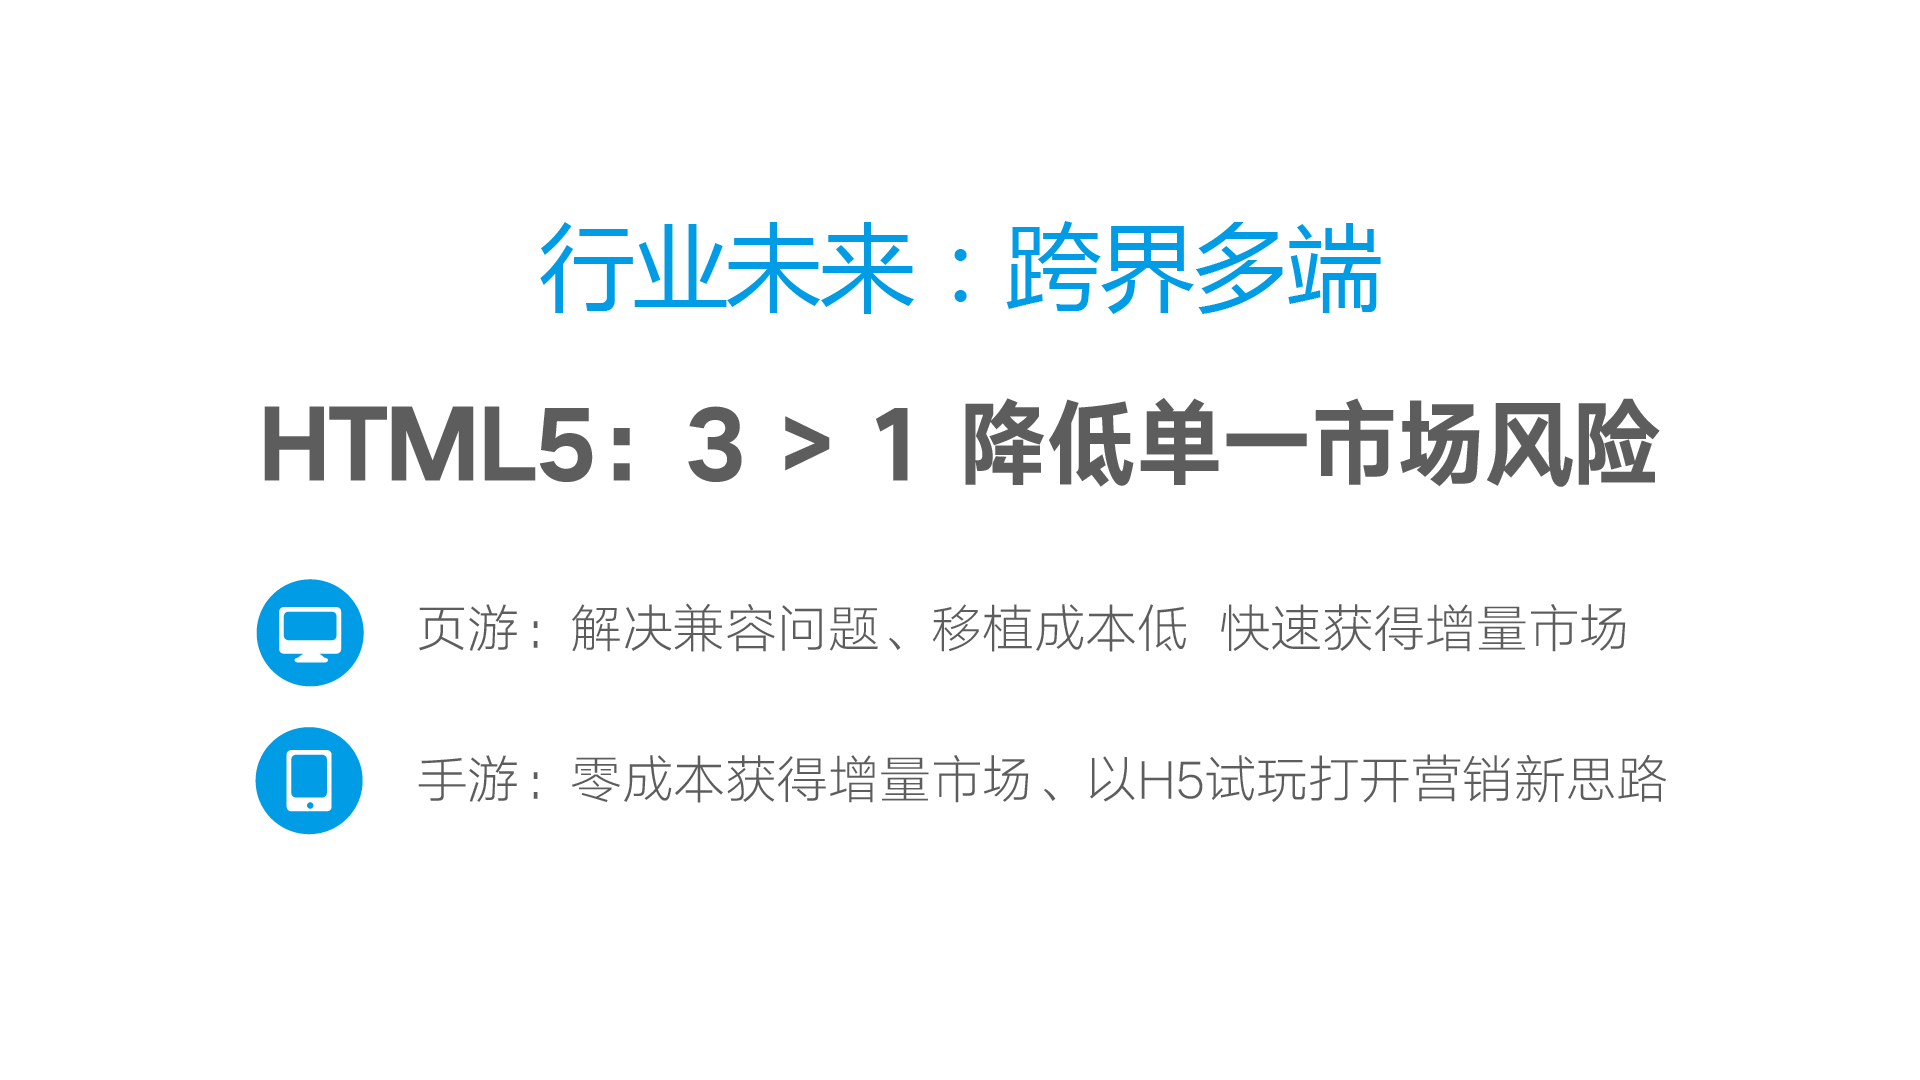 行业未来：跨界多端
HTML5：3 > 1 降低单一市场风险
页游：解决兼容问题、移植成本低 快速获得增量市场
手游：零成本获得增量市场、以H5试玩打开营销新思路